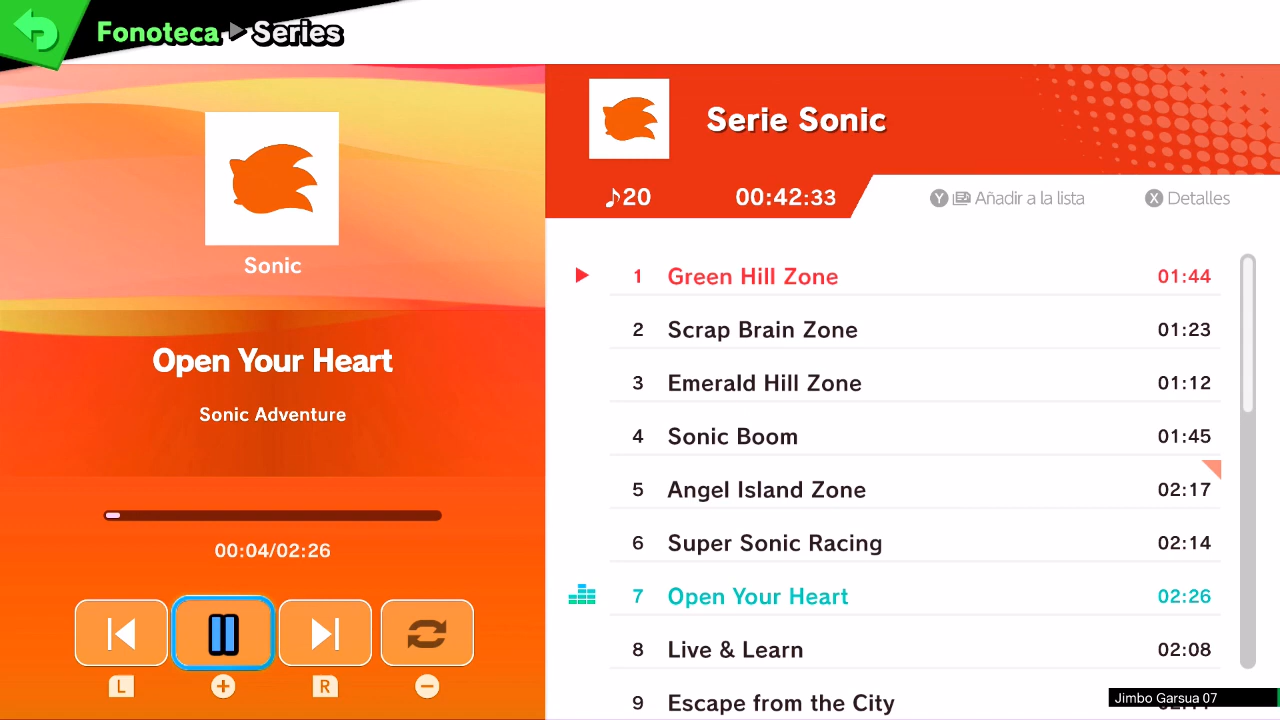 Fonoteca ▶ Series
Sonic
Open Your Heart
Sonic Adventure
00:04/02:26
L + R −
Serie Sonic
♪20 00:42:33
Y Añadir a la lista X Detalles
1 Green Hill Zone 01:44
2 Scrap Brain Zone 01:23
3 Emerald Hill Zone 01:12
4 Sonic Boom 01:45
5 Angel Island Zone 02:17
6 Super Sonic Racing 02:14
7 Open Your Heart 02:26
8 Live & Learn 02:08
9 Escape from the City
Jimbo Garsua 07